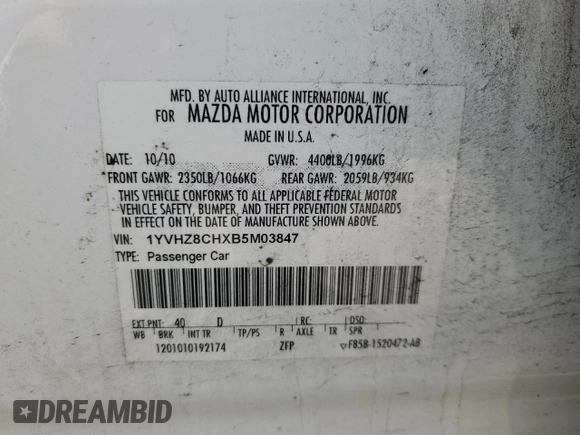 MFD. BY AUTO ALLIANCE INTERNATIONAL, INC.
FOR MAZDA MOTOR CORPORATION
MADE IN U.S.A.
DATE: 10/10 GVWR: 4400LB/1996KG
FRONT GAWR: 2350LB/1066KG REAR GAWR: 2059LB/934KG
THIS VEHICLE CONFORMS TO ALL APPLICABLE FEDERAL MOTOR
VEHICLE SAFETY, BUMPER, AND THEFT PREVENTION STANDARDS
IN EFFECT ON THE DATE OF MANUFACTURE SHOWN ABOVE.
VIN: 1YVHZ8CHXB5M03847
TYPE: Passenger Car
EXT PNT: 40 D RC: DSO:
WB BRK INT TR TP/PS R AXLE TR SPR
1201010192174 ZFP ▽F85B-1520472-AB
DREAMBID